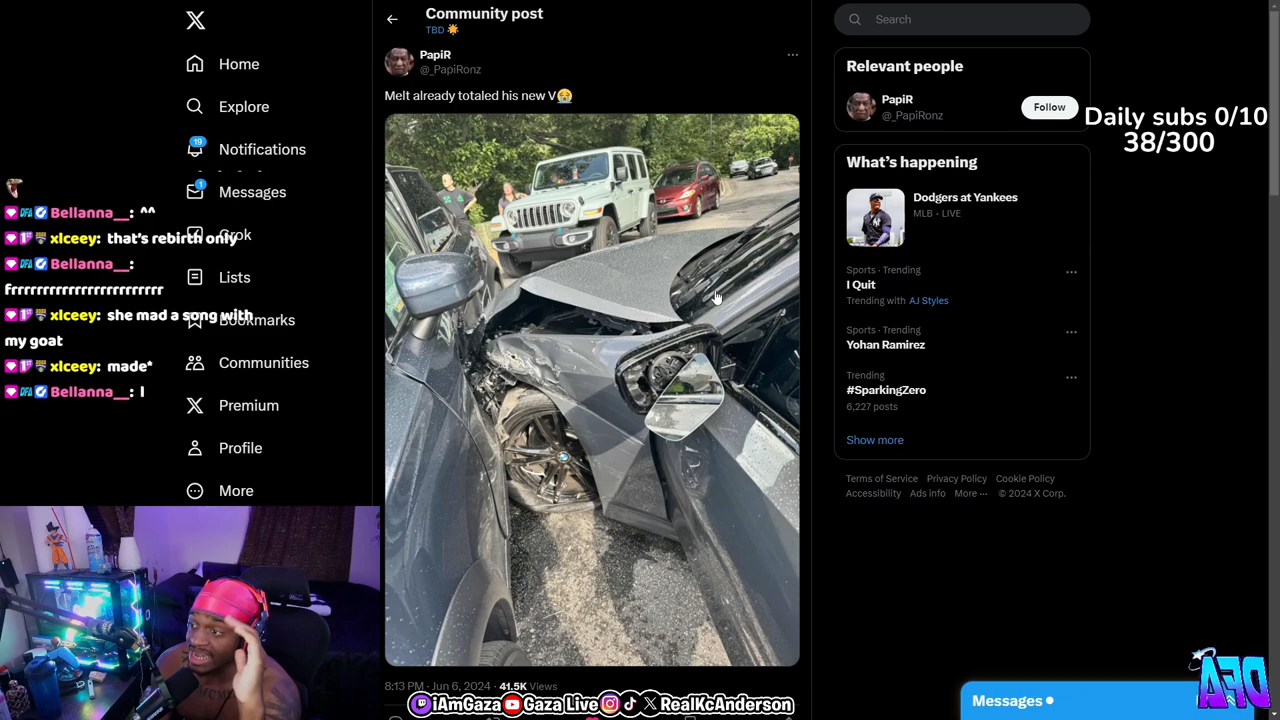 Community post
TBD
PapiR
@_PapiRonz
Melt already totaled his new V😭
8:13 PM · Jun 6, 2024 · 41.5K Views
Home
Explore
19
Notifications
1
Messages
ok
Lists
Bookmarks
Communities
Premium
Profile
More
Bellanna__: ^^
xlceey: that's rebirth only
Bellanna__:
frrrrrrrrrrrrrrrrrrrrrrrr
xlceey: she mad a song with
my goat
xlceey: made*
Bellanna__: I
Search
Relevant people
PapiR
@_PapiRonz
Follow
Daily subs 0/10
38/300
What's happening
Dodgers at Yankees
MLB · LIVE
Sports · Trending
I Quit
Trending with AJ Styles
Sports · Trending
Yohan Ramirez
Trending
#SparkingZero
6,227 posts
Show more
Terms of Service Privacy Policy Cookie Policy
Accessibility Ads info More ··· © 2024 X Corp.
Messages
iAmGaza Gaza Live RealKcAnderson